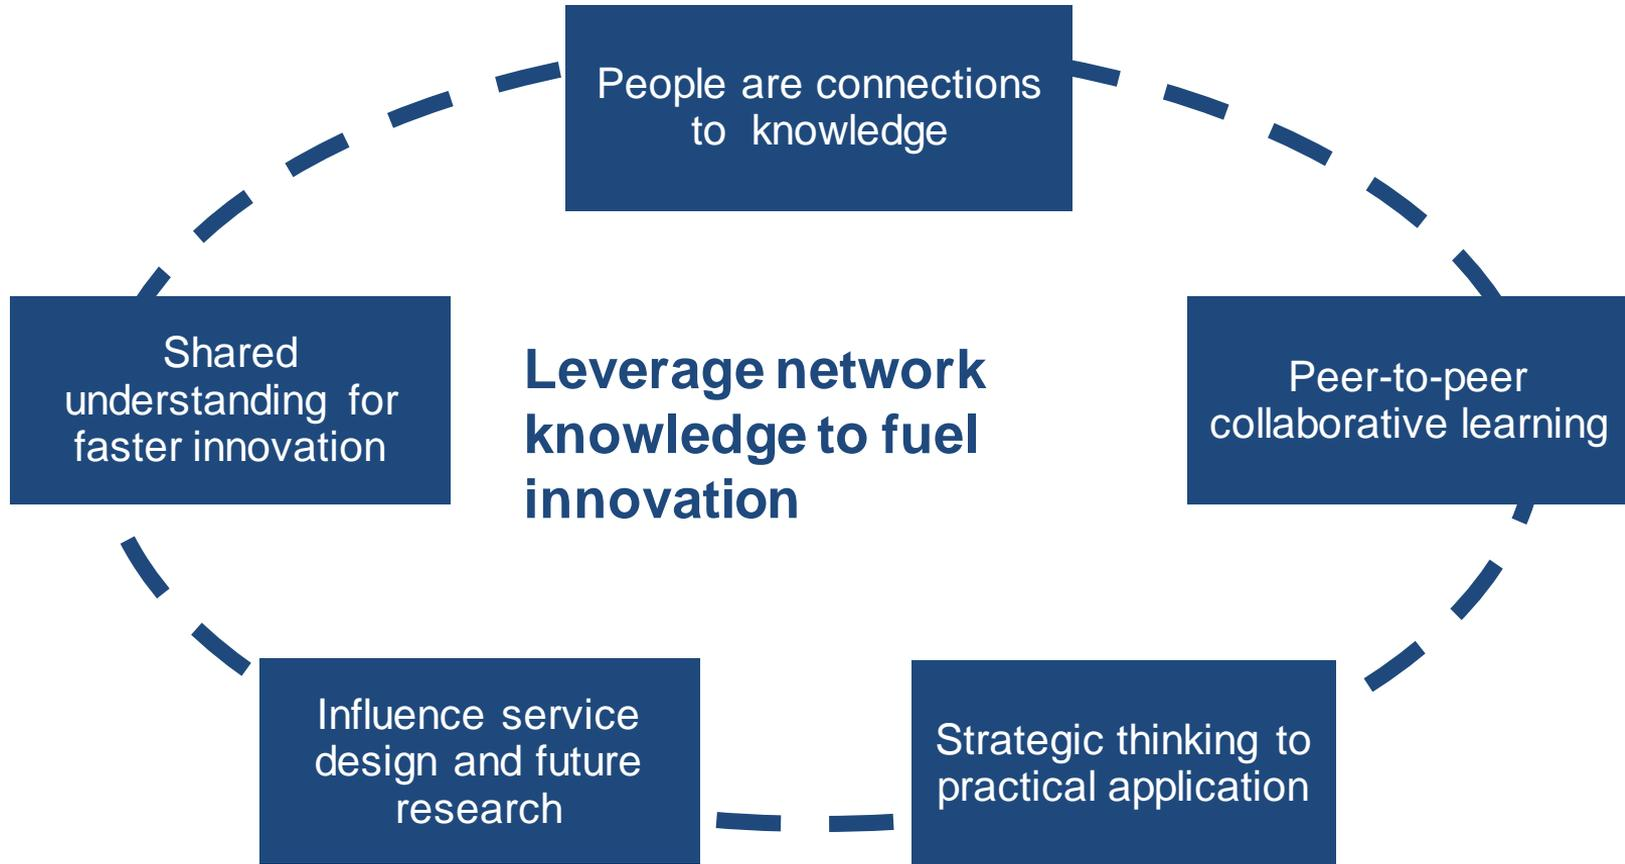 People are connections
to knowledge
Shared
understanding for
faster innovation
Leverage network
knowledge to fuel
innovation
Peer-to-peer
collaborative learning
Influence service
design and future
research
Strategic thinking to
practical application